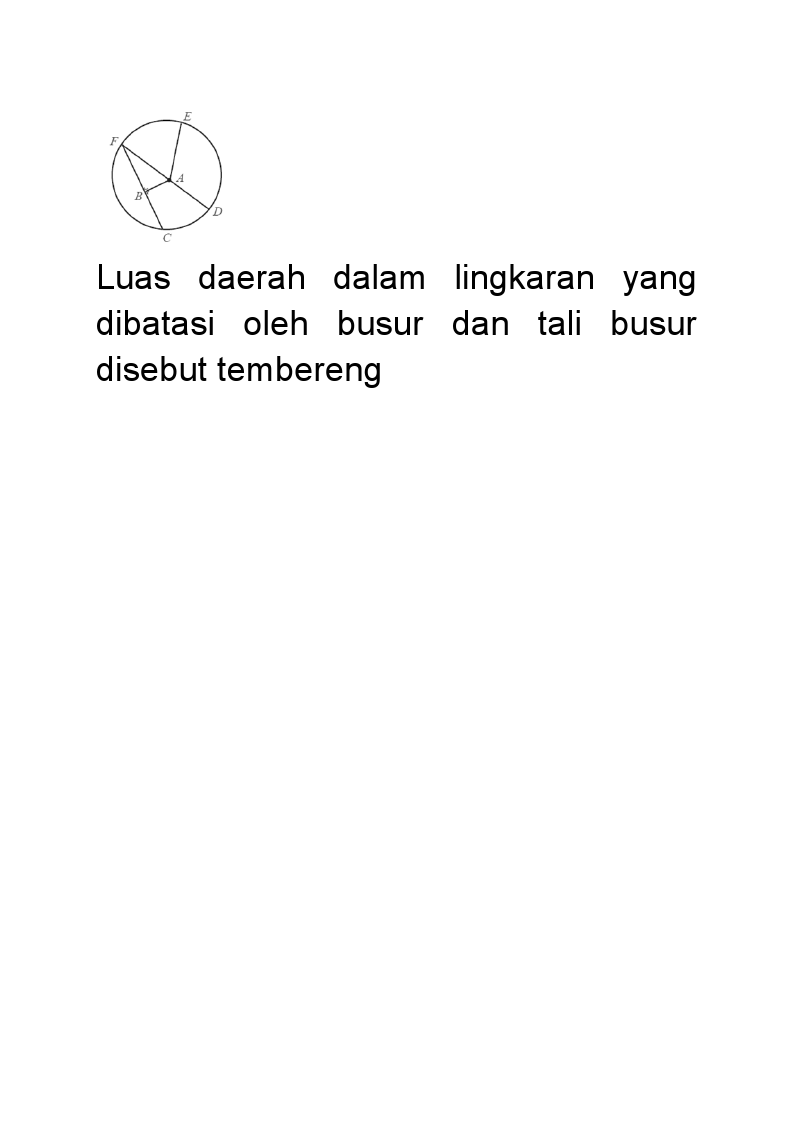 E
F
A
B
D
C
Luas daerah dalam lingkaran yang
dibatasi oleh busur dan tali busur
disebut tembereng